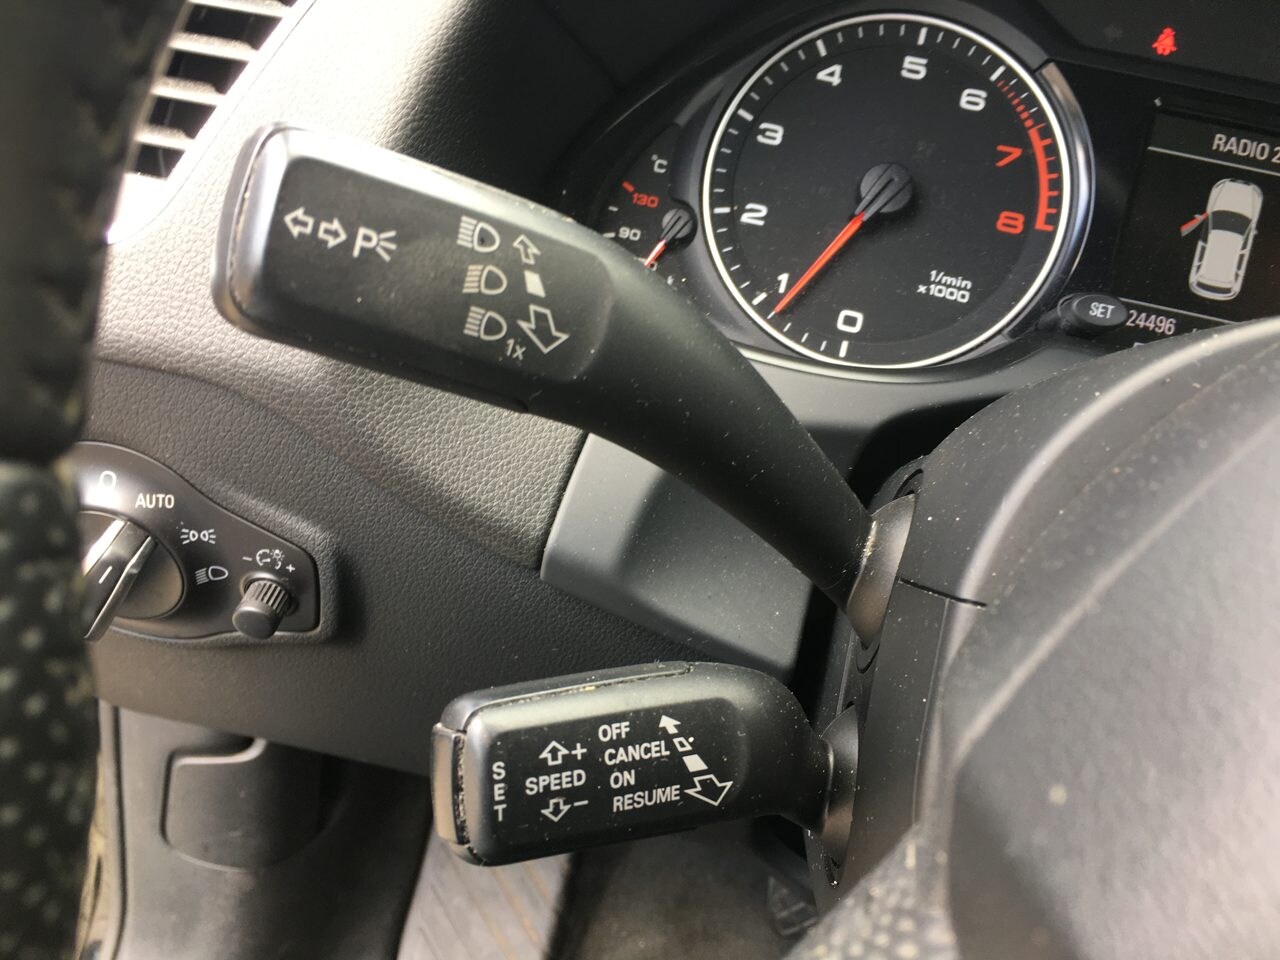 RADIO 2
5
4
6
3
7
°C
130
2
8
90
1
1/min
x1000
0
SET
24496
P
1x
AUTO
- +
OFF
+
CANCEL
SPEED
ON
-
RESUME
SET